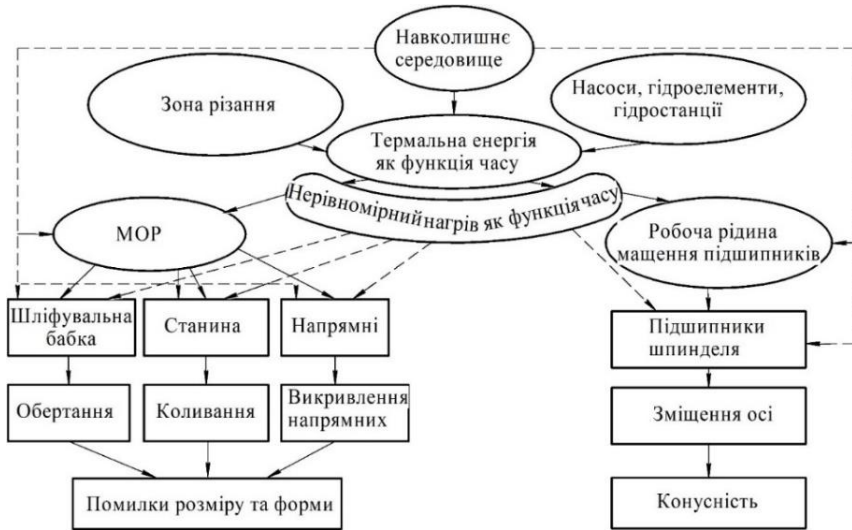 Навколишнє
середовище
Зона різання
Насоси, гідроелементи,
гідростанції
Термальна енергія
як функція часу
Нерівномірний нагрів як функція часу
МОР
Робоча рідина
мащення підшипників
Шліфувальна
бабка
Станина
Напрямні
Підшипники
шпинделя
Обертання
Коливання
Викривлення
напрямних
Зміщення осі
Помилки розміру та форми
Конусність